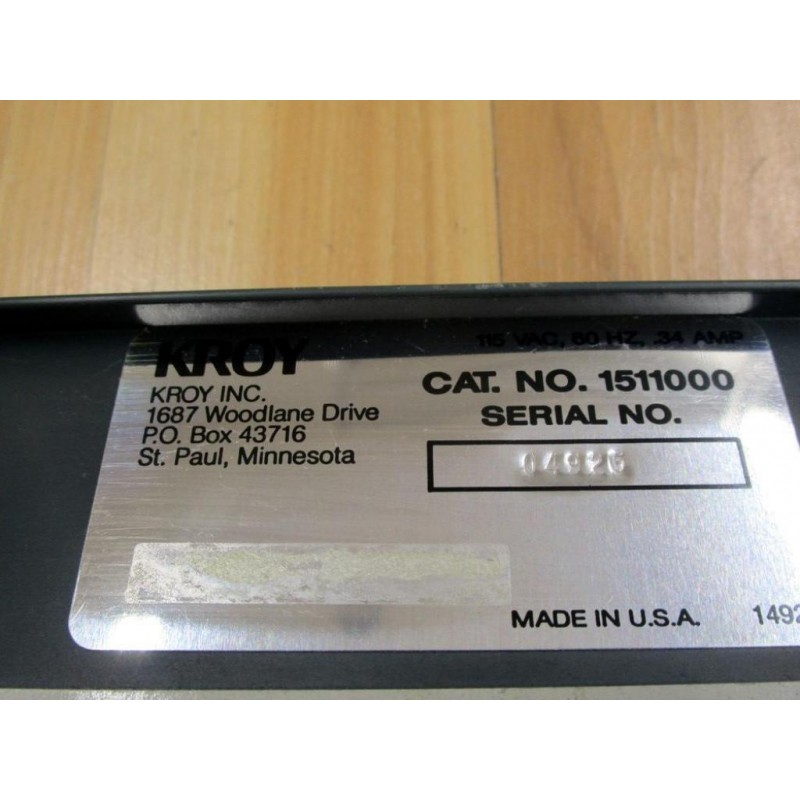 KROY
KROY INC.
1687 Woodlane Drive
P.O. Box 43716
St. Paul, Minnesota
115 VAC, 60 HZ, .34 AMP
CAT. NO. 1511000
SERIAL NO.
04926
MADE IN U.S.A.
1492